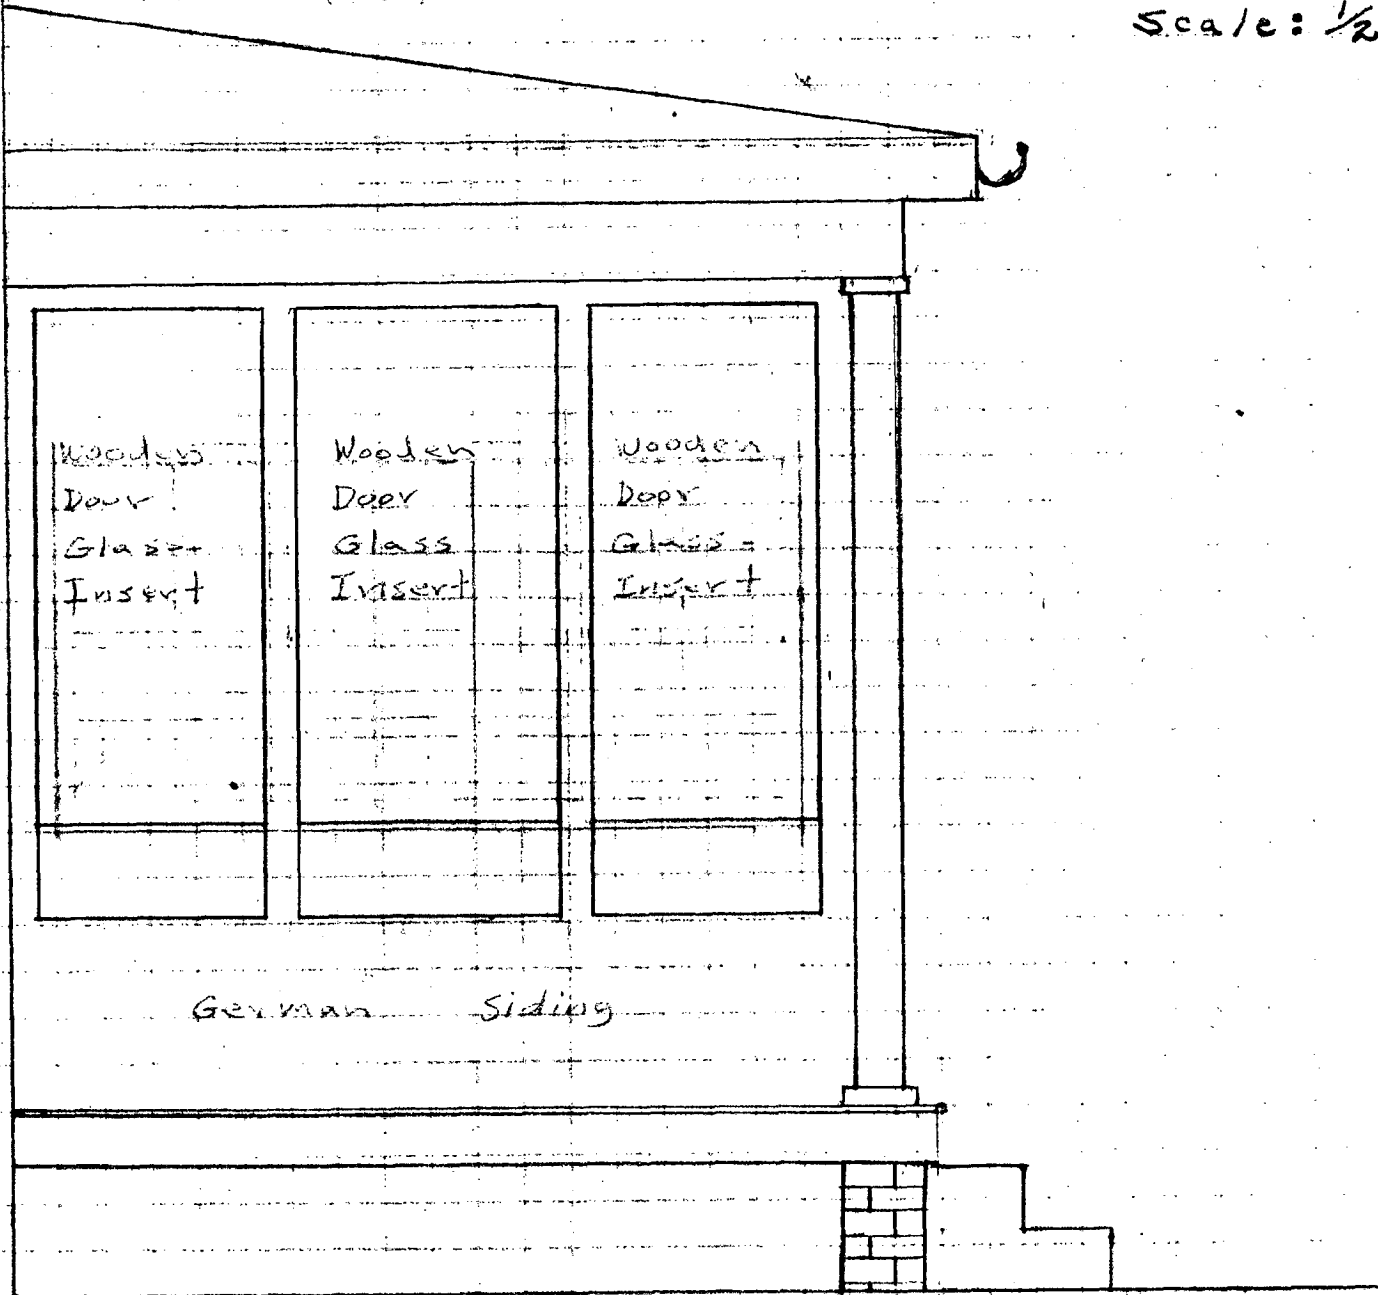 Scale: 1/2
Wooden
Door
Glass
Insert
Wooden
Door
Glass
Insert
Wooden
Door
Glass
Insert
German Siding